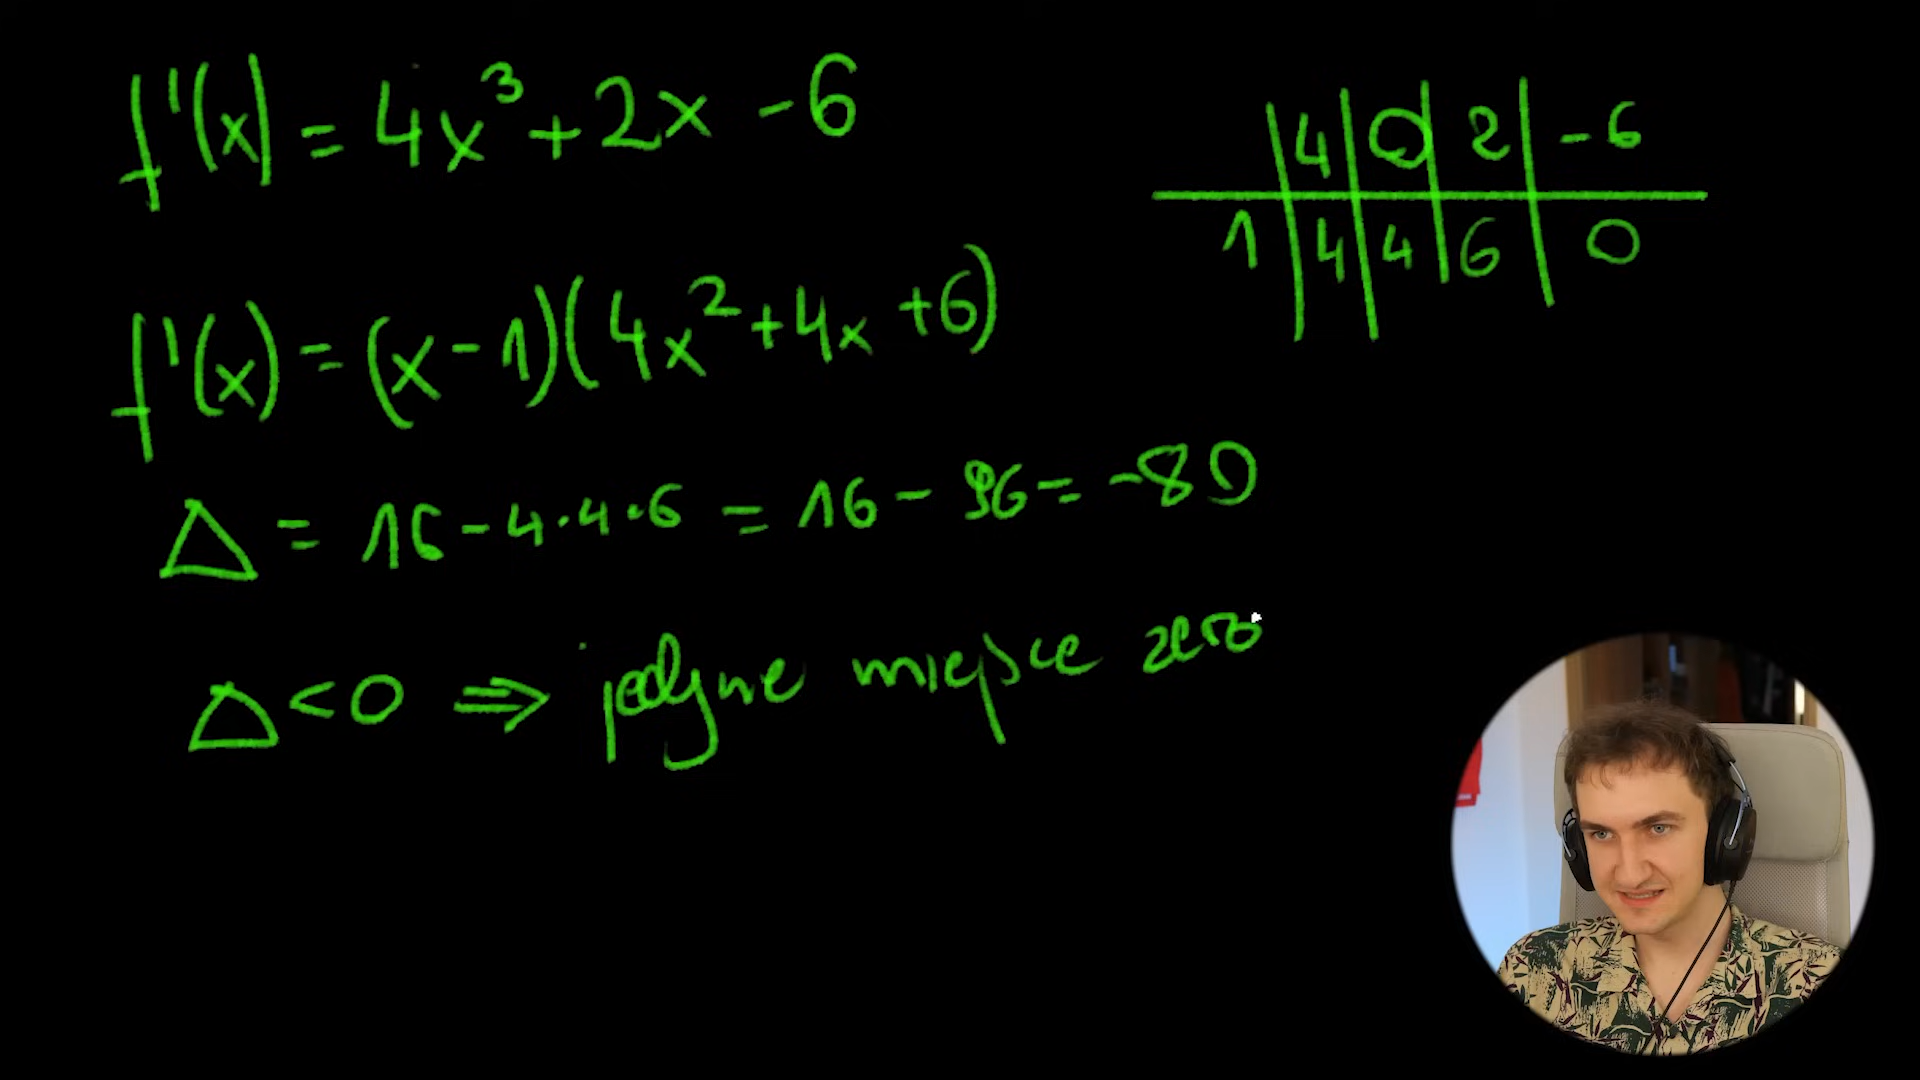 f'(x) = 4x³ + 2x - 6
| 4 | 0 | 2 | -6
1 | 4 | 4 | 6 | 0
f'(x) = (x - 1)(4x² + 4x + 6)
Δ = 16 - 4·4·6 = 16 - 96 = -80
Δ < 0 ⇒ jedyne miejsce zero